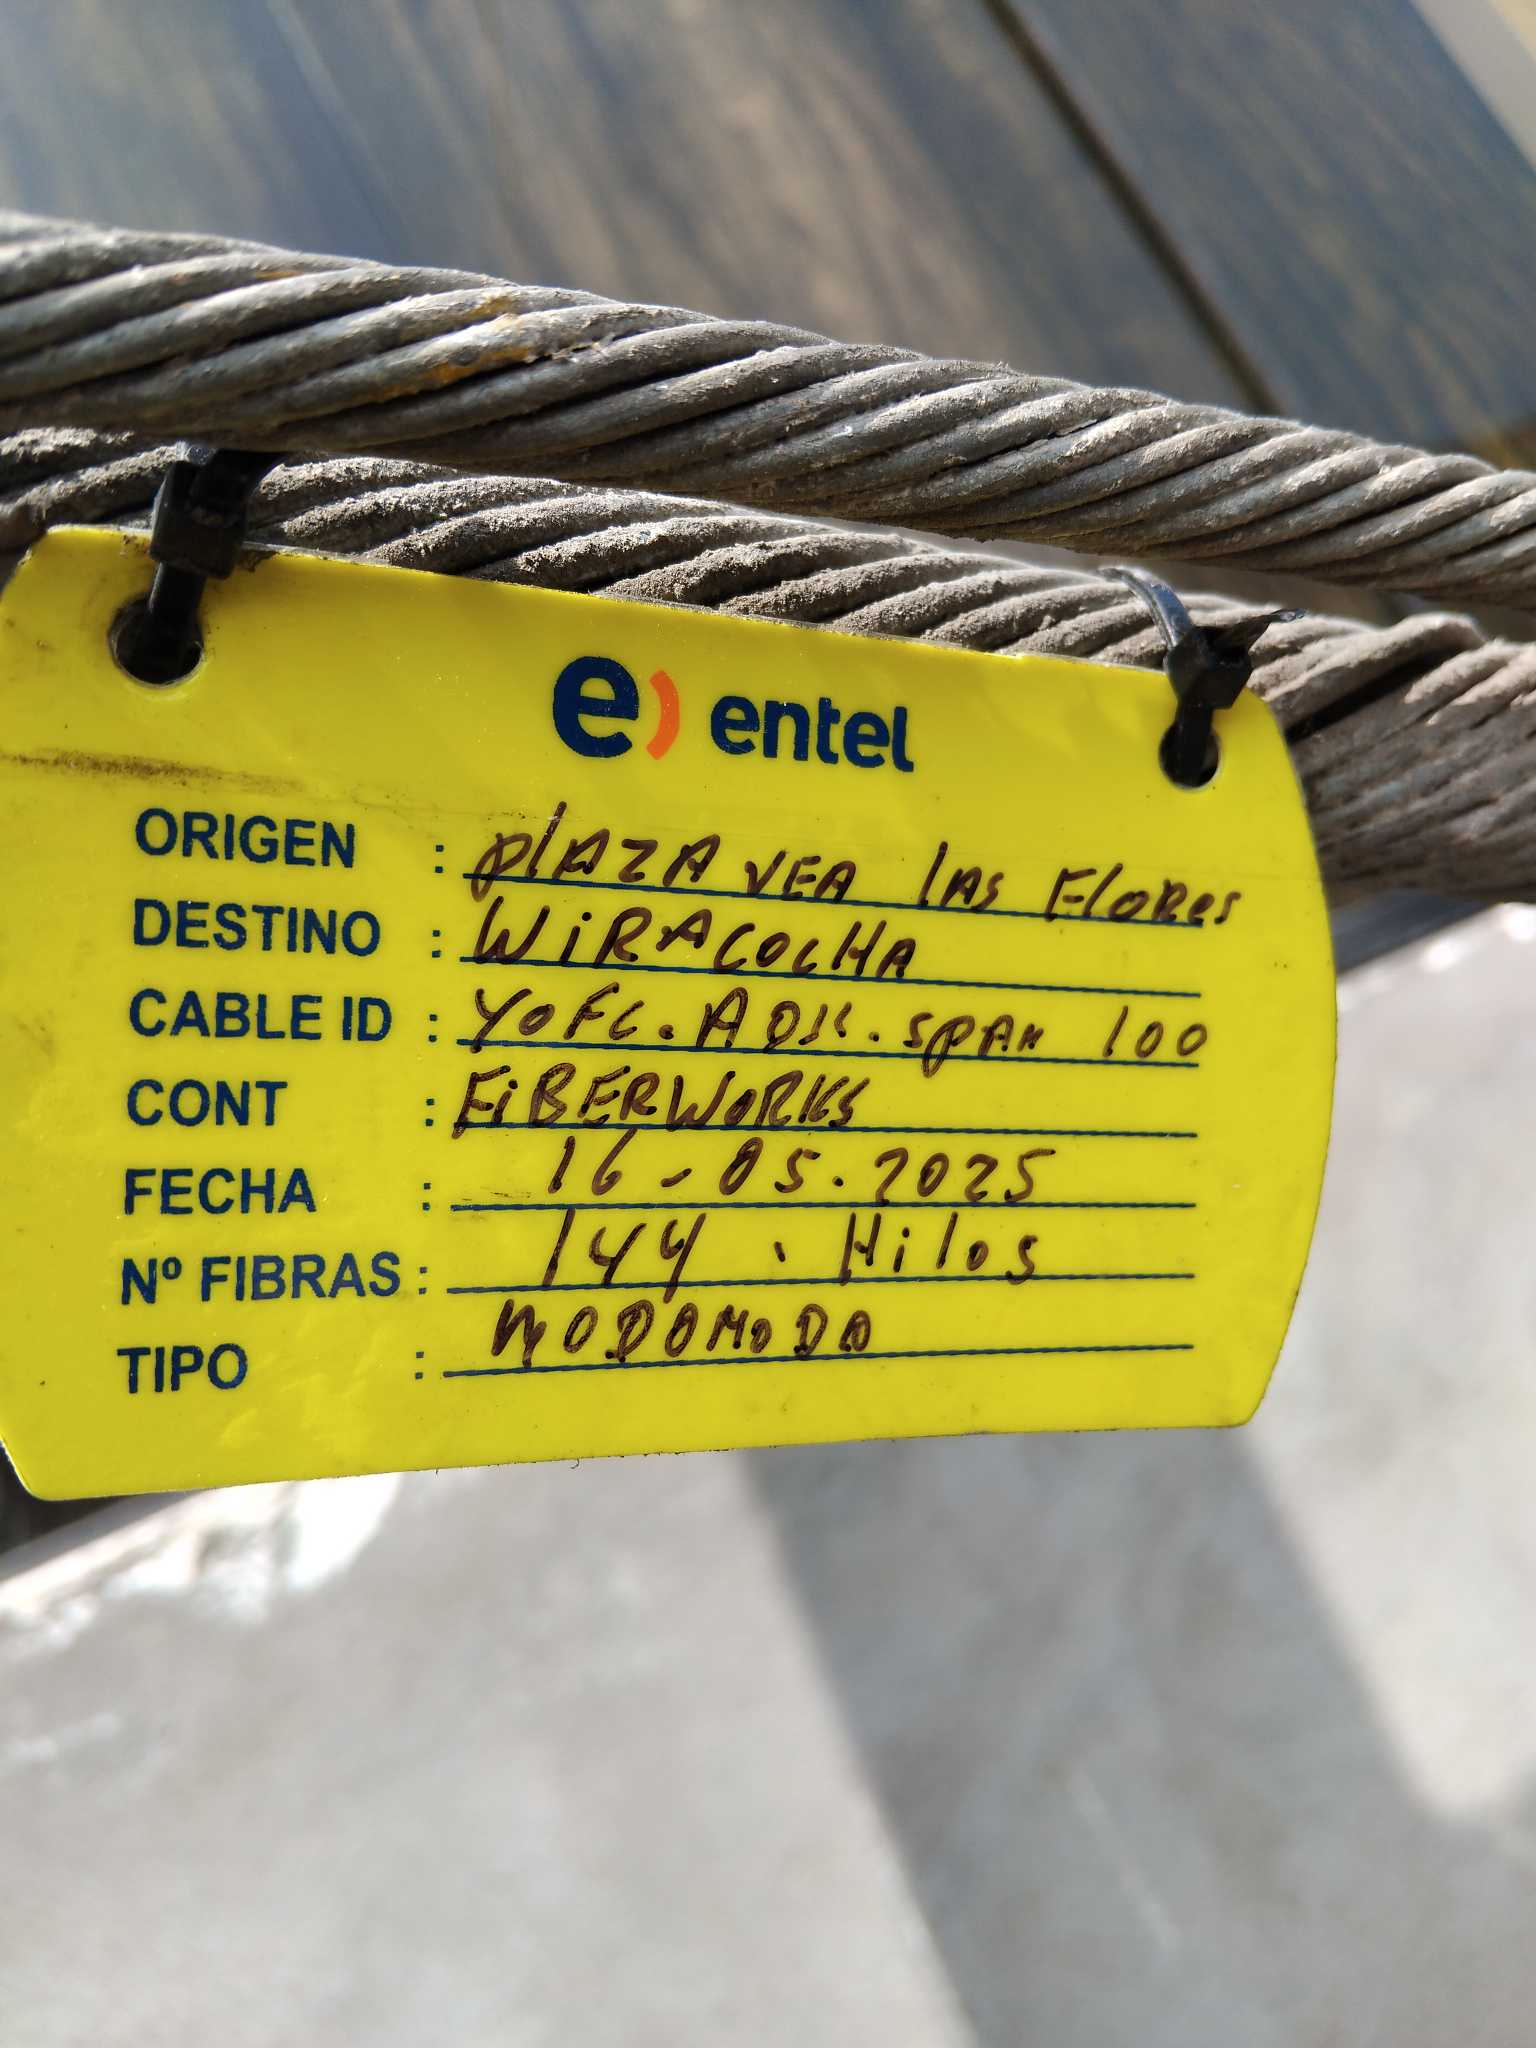 e) entel
ORIGEN : PlAZA VEA lAS FloRes
DESTINO : WiRACOCHA
CABLE ID : YOFC. ADSS. SPAN 100
CONT : FiBERWORKS
FECHA : 16-05.2025
Nº FIBRAS : 144 . Hilos
TIPO : MODOMODO